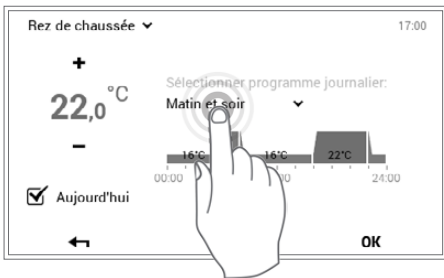 Rez de chaussée
17:00
+
22,0 °C
–
Sélectionner programme journalier:
Matin et soir
16°C 16°C 22°C
00:00 24:00
Aujourd'hui
OK